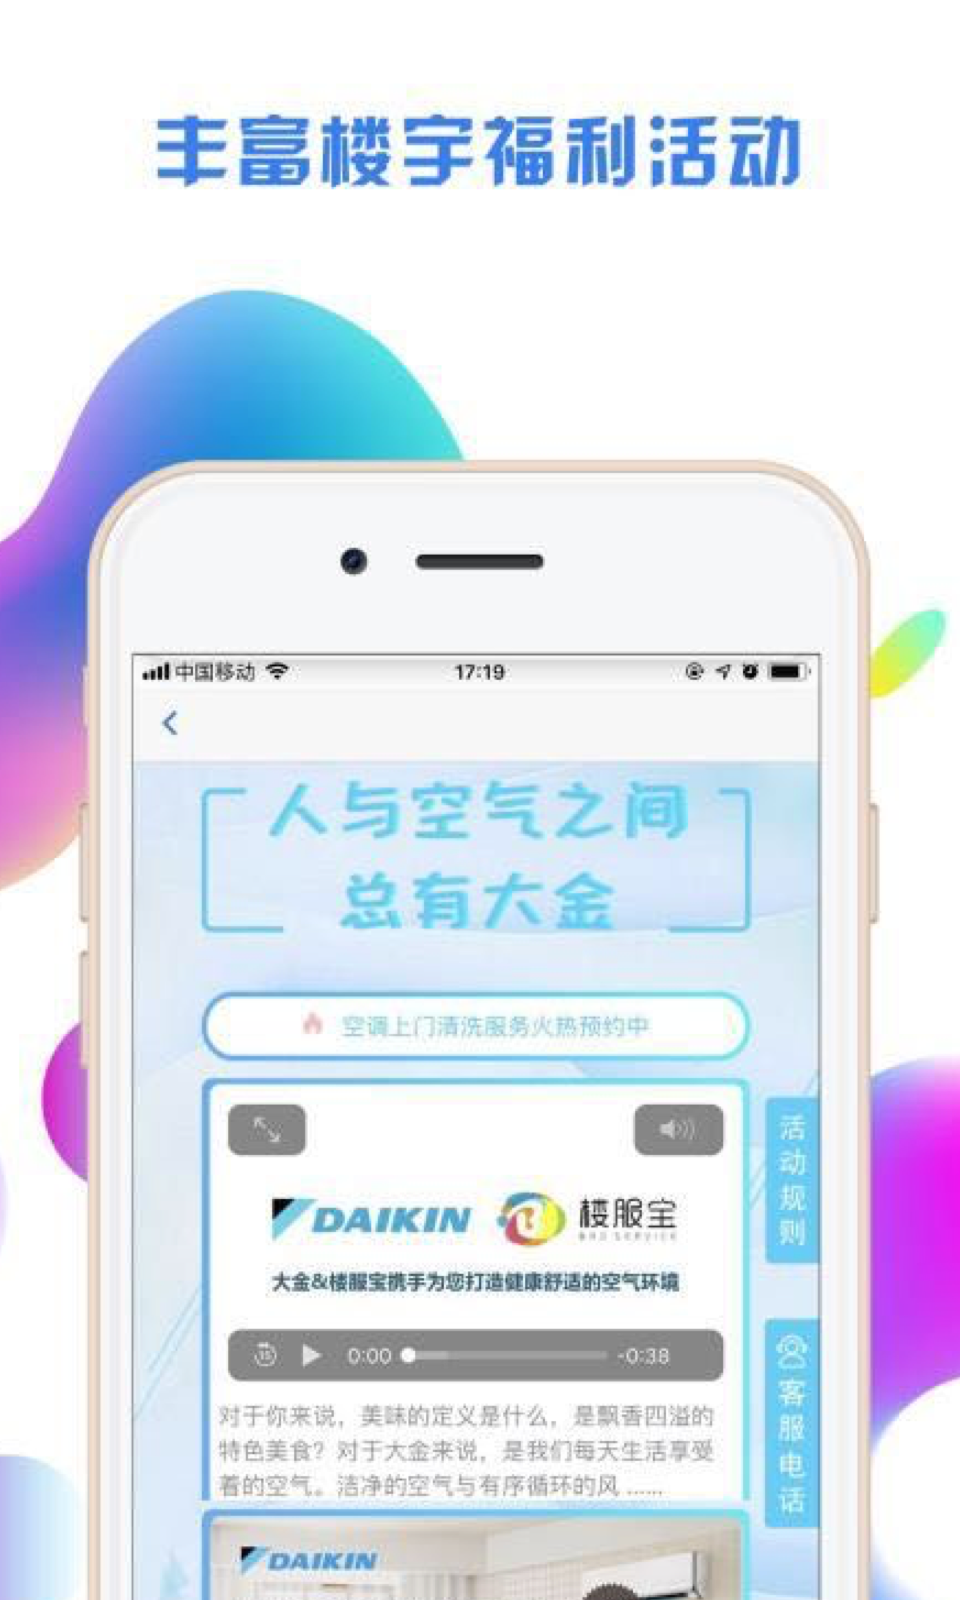 丰富楼宇福利活动
中国移动
17:19
人与空气之间
总有大金
空调上门清洗服务火热预约中
DAIKIN
楼服宝
BAO SERVICE
大金&楼服宝携手为您打造健康舒适的空气环境
15
0:00
-0:38
对于你来说，美味的定义是什么，是飘香四溢的
特色美食？对于大金来说，是我们每天生活享受
着的空气。洁净的空气与有序循环的风 ......
活动规则
客服电话
DAIKIN